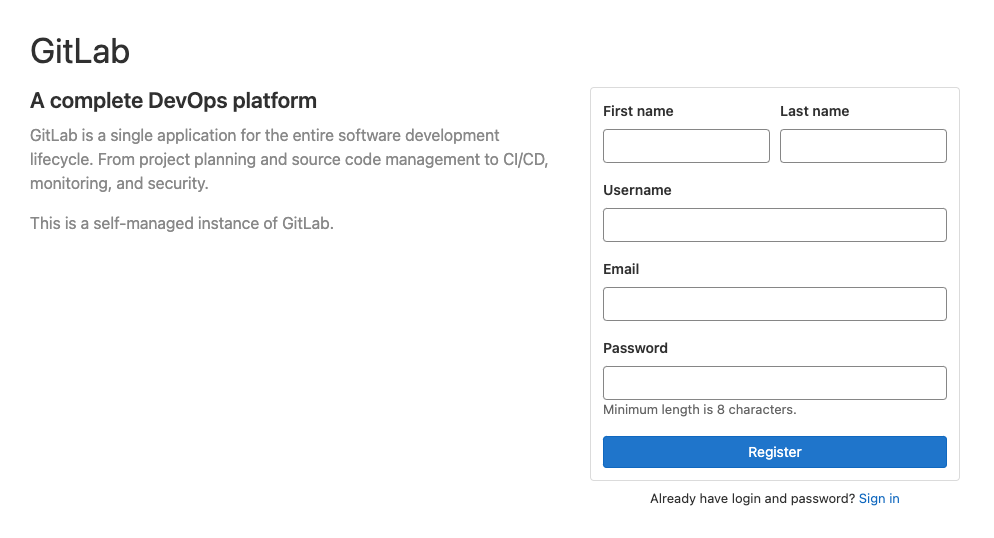 GitLab
A complete DevOps platform
GitLab is a single application for the entire software development
lifecycle. From project planning and source code management to CI/CD,
monitoring, and security.
This is a self-managed instance of GitLab.
First name
Last name
Username
Email
Password
Minimum length is 8 characters.
Register
Already have login and password? Sign in